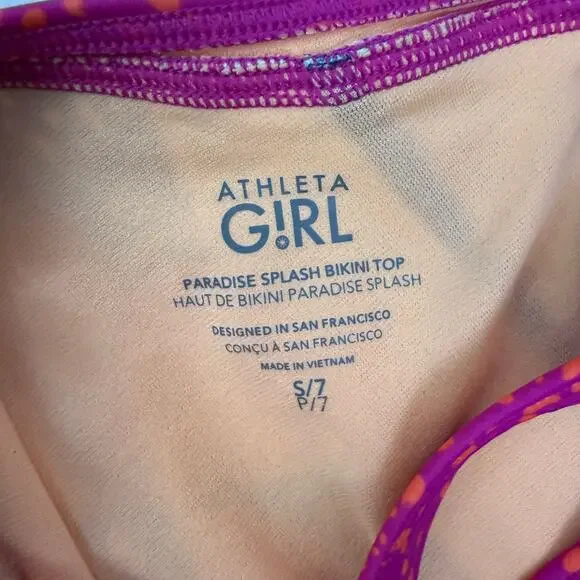 ATHLETA
G!RL
PARADISE SPLASH BIKINI TOP
HAUT DE BIKINI PARADISE SPLASH
DESIGNED IN SAN FRANCISCO
CONÇU À SAN FRANCISCO
MADE IN VIETNAM
S/7
P/7